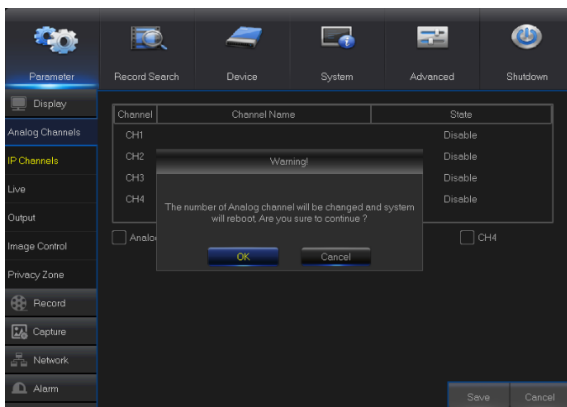 Parameter
Record Search
Device
System
Advanced
Shutdown
Display
Analog Channels
IP Channels
Live
Output
Image Control
Privacy Zone
Record
Capture
Network
Alarm
Channel Channel Name State
CH1 Disable
CH2 Disable
CH3 Disable
CH4 Disable
Warning!
The number of Analog channel will be changed and system
will reboot. Are you sure to continue ?
OK Cancel
CH4
Save Cancel